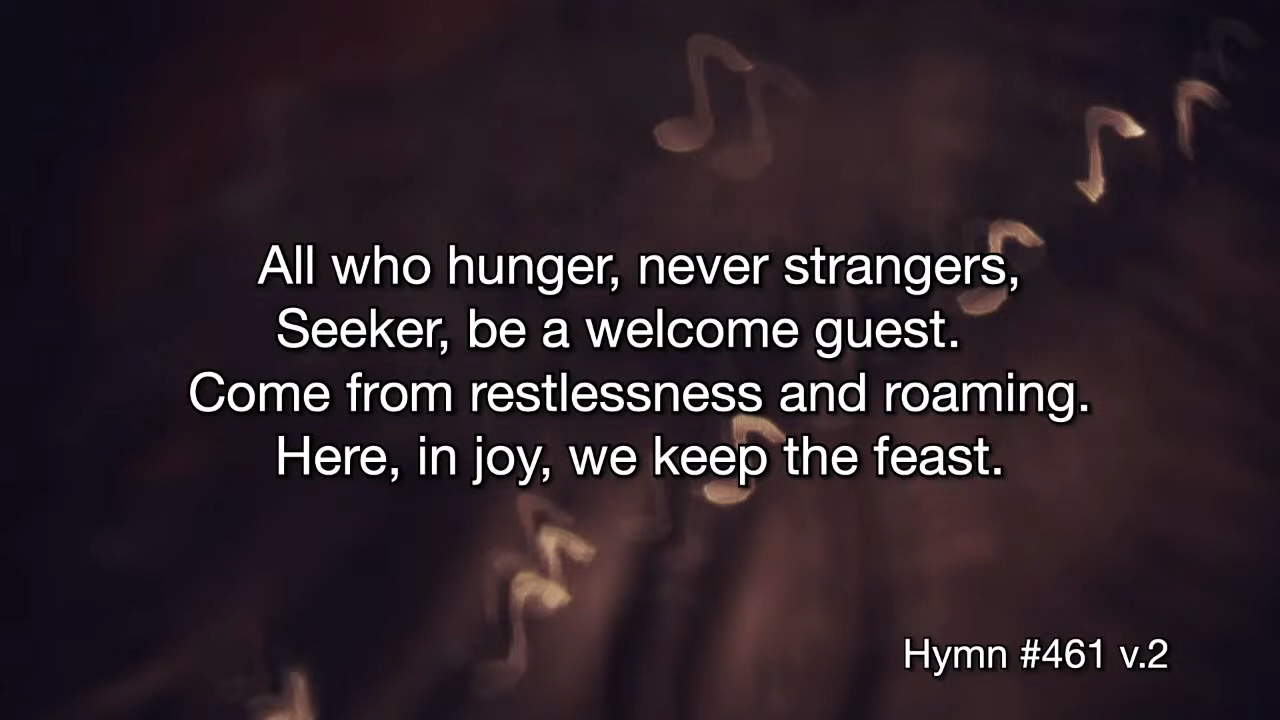 All who hunger, never strangers,
Seeker, be a welcome guest.
Come from restlessness and roaming.
Here, in joy, we keep the feast.
Hymn #461 v.2